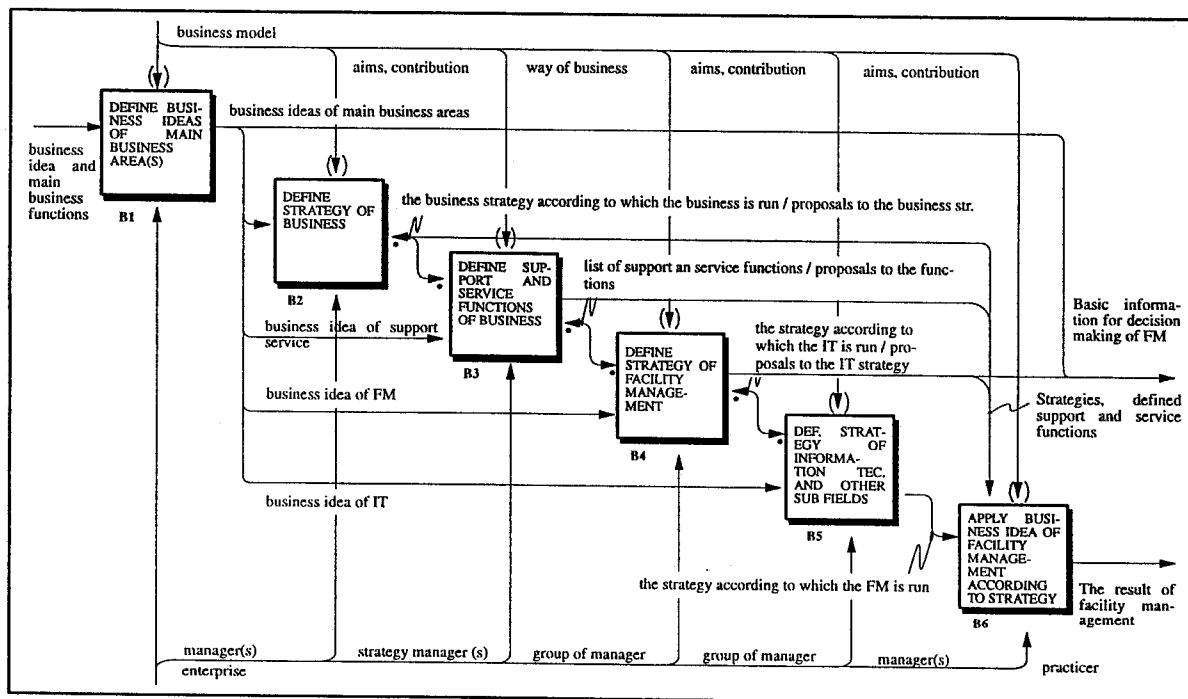 business model
aims, contribution
way of business
aims, contribution
aims, contribution
DEFINE BUSI-
NESS IDEAS
OF MAIN
BUSINESS
AREA(S)
B1
business
idea and
main
business
functions
business ideas of main business areas
DEFINE
STRATEGY OF
BUSINESS
B2
the business strategy according to which the business is run / proposals to the business str.
DEFINE SUP-
PORT AND
SERVICE
FUNCTIONS
OF BUSINESS
B3
list of support an service functions / proposals to the func-
tions
business idea of support
service
DEFINE
STRATEGY OF
FACILITY
MANAGE-
MENT
B4
the strategy according to
which the IT is run / pro-
posals to the IT strategy
Basic informa-
tion for decision
making of FM
business idea of FM
Strategies, defined
support and service
functions
DEF. STRAT-
EGY OF
INFORMA-
TION TEC.
AND OTHER
SUB FIELDS
B5
business idea of IT
APPLY BUSI-
NESS IDEA OF
FACILITY
MANAGE-
MENT
ACCORDING
TO STRATEGY
B6
the strategy according to which the FM is run
The result of
facility man-
agement
manager(s)
enterprise
strategy manager (s)
group of manager
group of manager
manager(s)
practicer